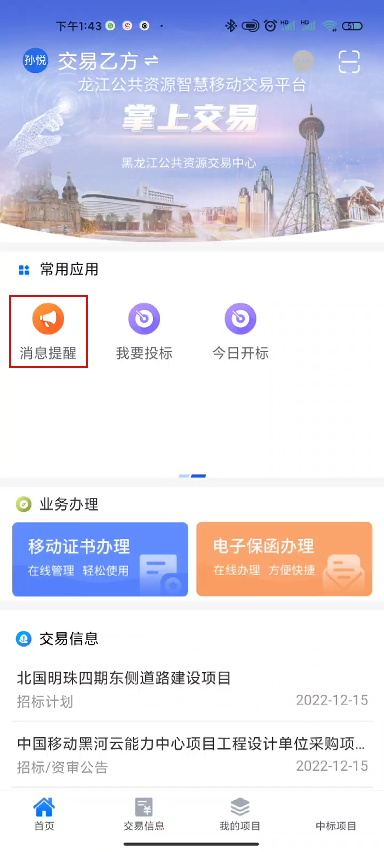 下午1:43
HD
HD
51
孙悦
交易乙方
龙江公共资源智慧移动交易平台
掌上交易
黑龙江公共资源交易中心
常用应用
消息提醒
我要投标
今日开标
业务办理
移动证书办理
在线管理 轻松使用
电子保函办理
在线办理 方便快捷
交易信息
北国明珠四期东侧道路建设项目
招标计划
2022-12-15
中国移动黑河云能力中心项目工程设计单位采购项...
招标/资审公告
2022-12-15
首页
交易信息
我的项目
中标项目